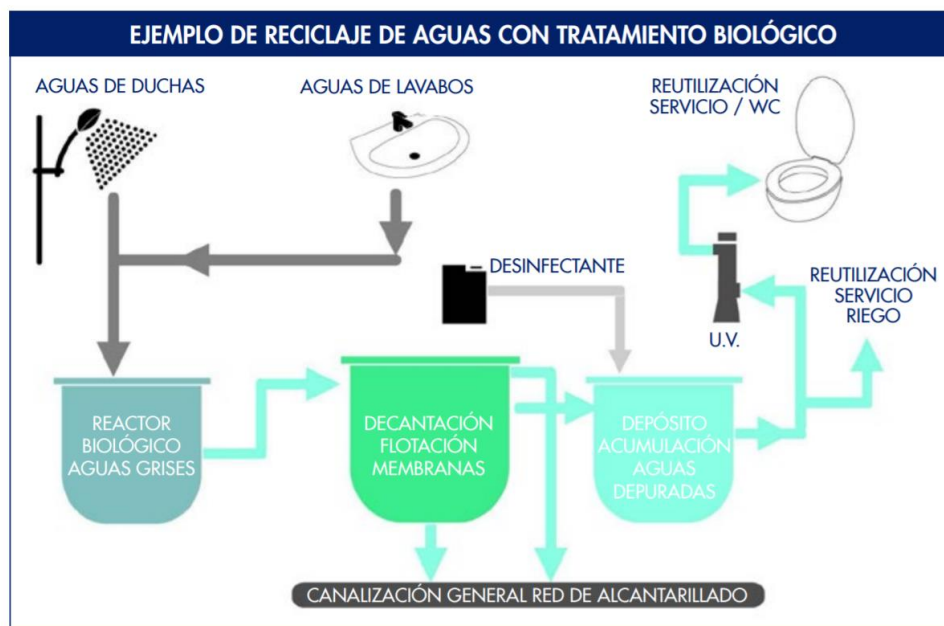 EJEMPLO DE RECICLAJE DE AGUAS CON TRATAMIENTO BIOLÓGICO
AGUAS DE DUCHAS
AGUAS DE LAVABOS
REUTILIZACIÓN
SERVICIO / WC
DESINFECTANTE
U.V.
REUTILIZACIÓN
SERVICIO
RIEGO
REACTOR
BIOLÓGICO
AGUAS GRISES
DECANTACIÓN
FLOTACIÓN
MEMBRANAS
DEPÓSITO
ACUMULACIÓN
AGUAS
DEPURADAS
CANALIZACIÓN GENERAL RED DE ALCANTARILLADO